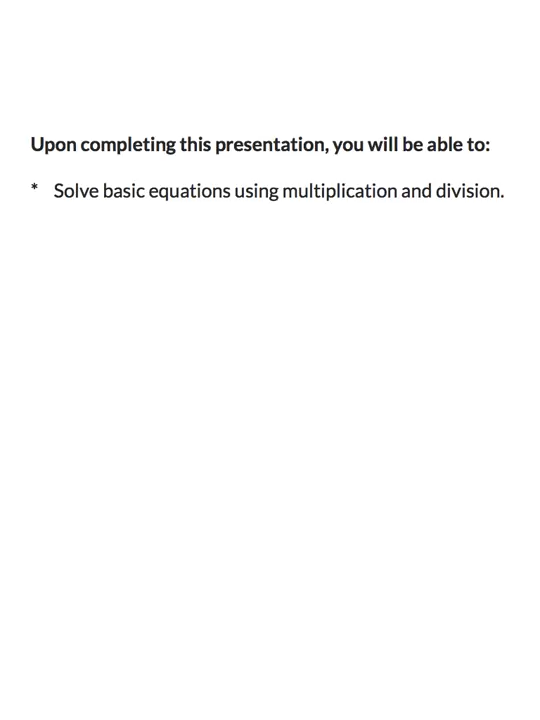 Upon completing this presentation, you will be able to:
* Solve basic equations using multiplication and division.